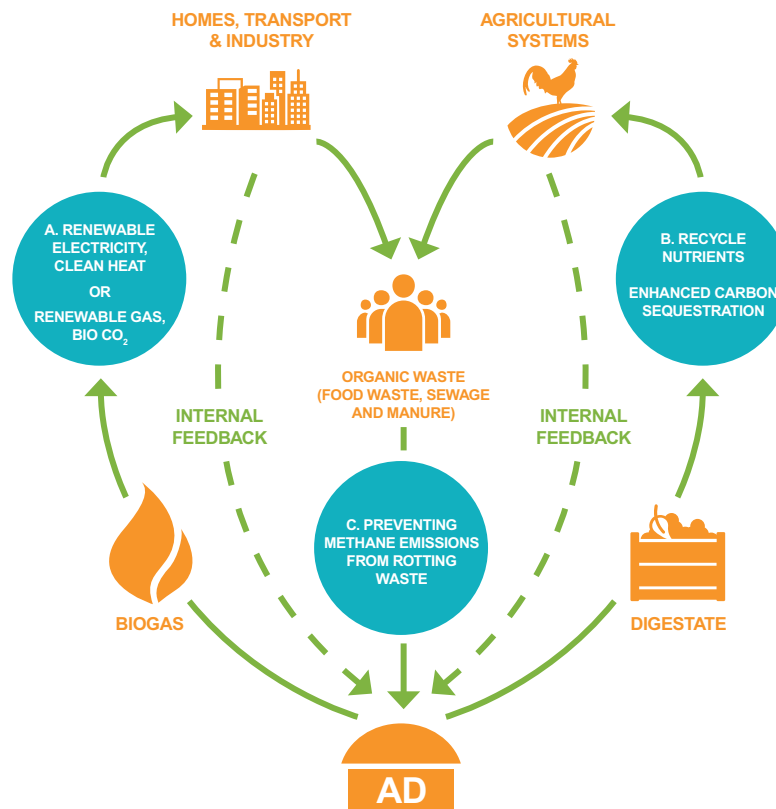 HOMES, TRANSPORT
& INDUSTRY
AGRICULTURAL
SYSTEMS
A. RENEWABLE
ELECTRICITY,
CLEAN HEAT
OR
RENEWABLE GAS,
BIO CO₂
B. RECYCLE
NUTRIENTS
ENHANCED CARBON
SEQUESTRATION
ORGANIC WASTE
(FOOD WASTE, SEWAGE
AND MANURE)
INTERNAL
FEEDBACK
INTERNAL
FEEDBACK
C. PREVENTING
METHANE EMISSIONS
FROM ROTTING
WASTE
BIOGAS
DIGESTATE
AD